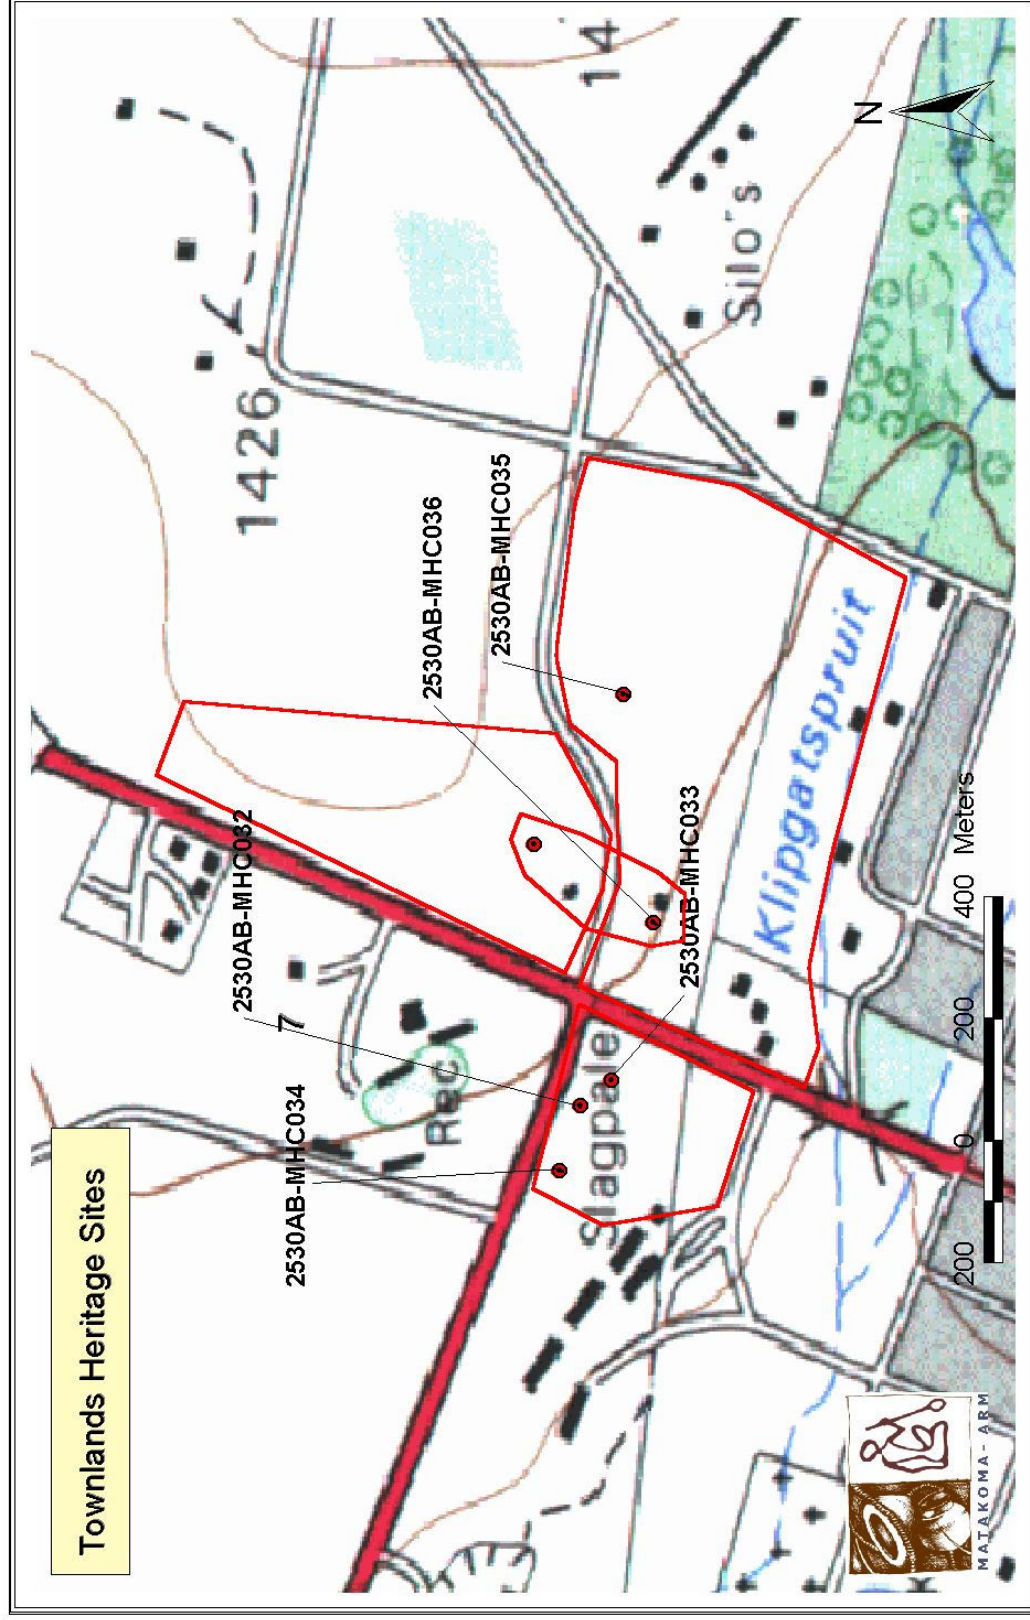 Townlands Heritage Sites
14
1426
N
Silo's
2530AB-MHC035
2530AB-MHC036
2530AB-MHC032
2530AB-MHC033
2530AB-MHC034
7
Rec
Slagpale
Klipgatspruit
200 0 200 400 Meters
MATAKOMA - ARM